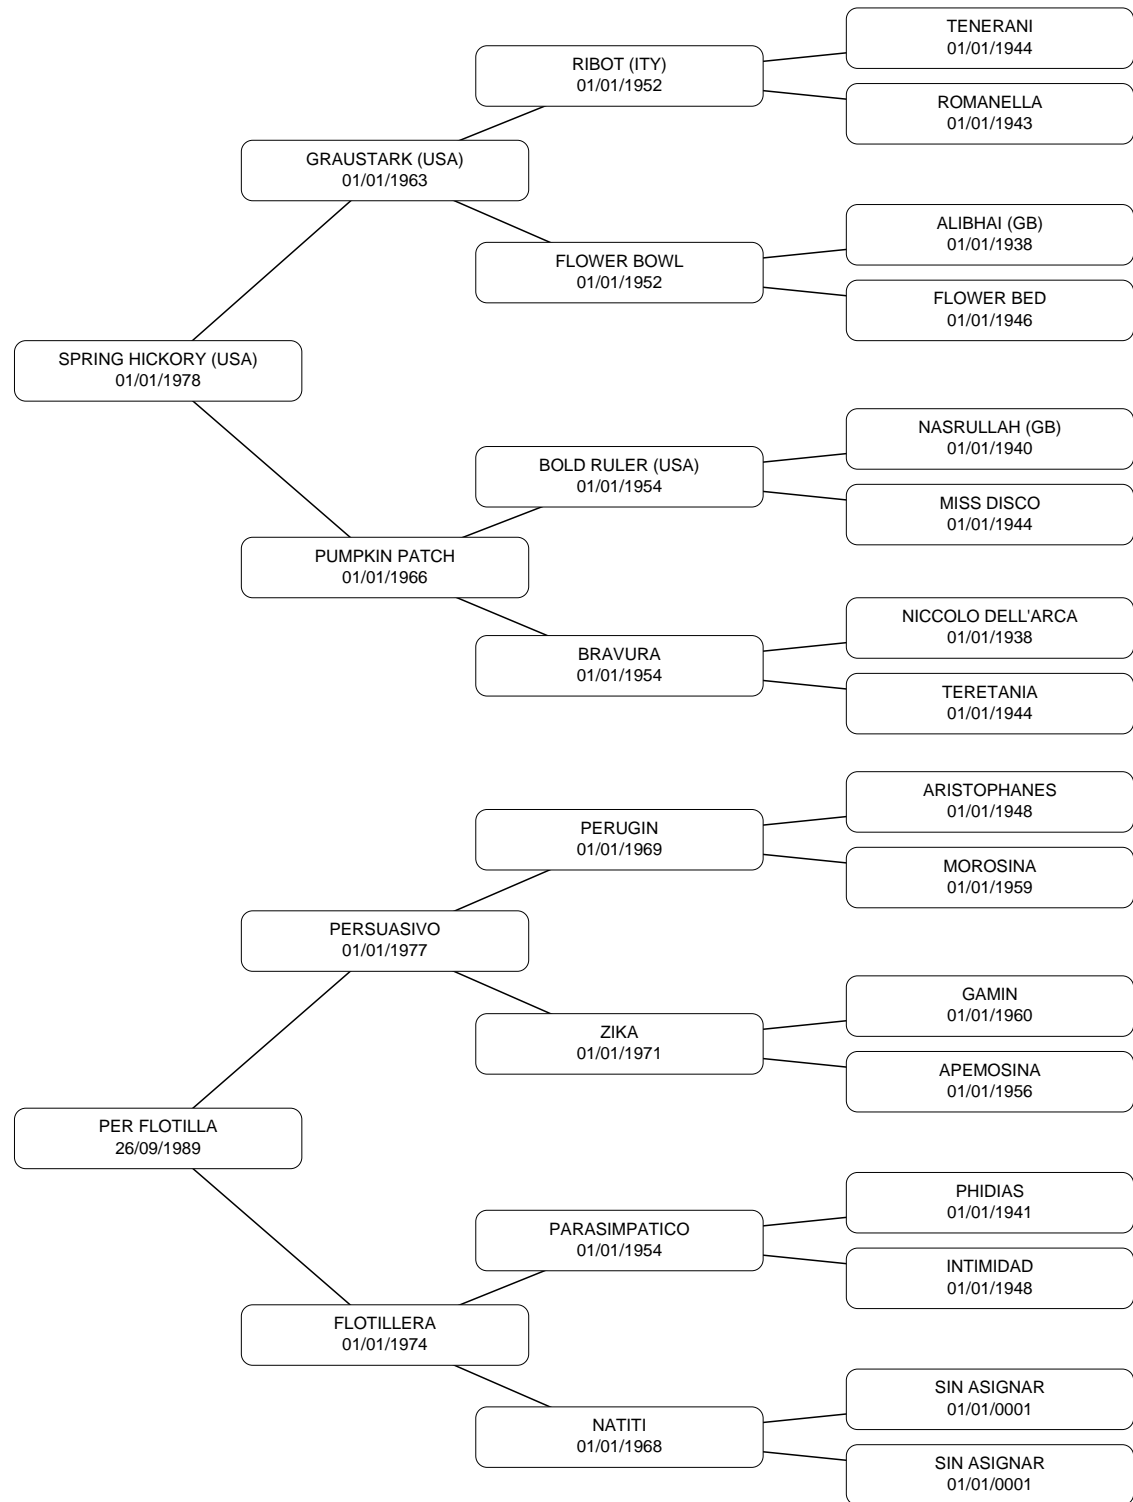 TENERANI
01/01/1944
RIBOT (ITY)
01/01/1952
ROMANELLA
01/01/1943
GRAUSTARK (USA)
01/01/1963
ALIBHAI (GB)
01/01/1938
FLOWER BOWL
01/01/1952
FLOWER BED
01/01/1946
SPRING HICKORY (USA)
01/01/1978
NASRULLAH (GB)
01/01/1940
BOLD RULER (USA)
01/01/1954
MISS DISCO
01/01/1944
PUMPKIN PATCH
01/01/1966
NICCOLO DELL'ARCA
01/01/1938
BRAVURA
01/01/1954
TERETANIA
01/01/1944
ARISTOPHANES
01/01/1948
PERUGIN
01/01/1969
MOROSINA
01/01/1959
PERSUASIVO
01/01/1977
GAMIN
01/01/1960
ZIKA
01/01/1971
APEMOSINA
01/01/1956
PER FLOTILLA
26/09/1989
PHIDIAS
01/01/1941
PARASIMPATICO
01/01/1954
INTIMIDAD
01/01/1948
FLOTILLERA
01/01/1974
SIN ASIGNAR
01/01/0001
NATITI
01/01/1968
SIN ASIGNAR
01/01/0001